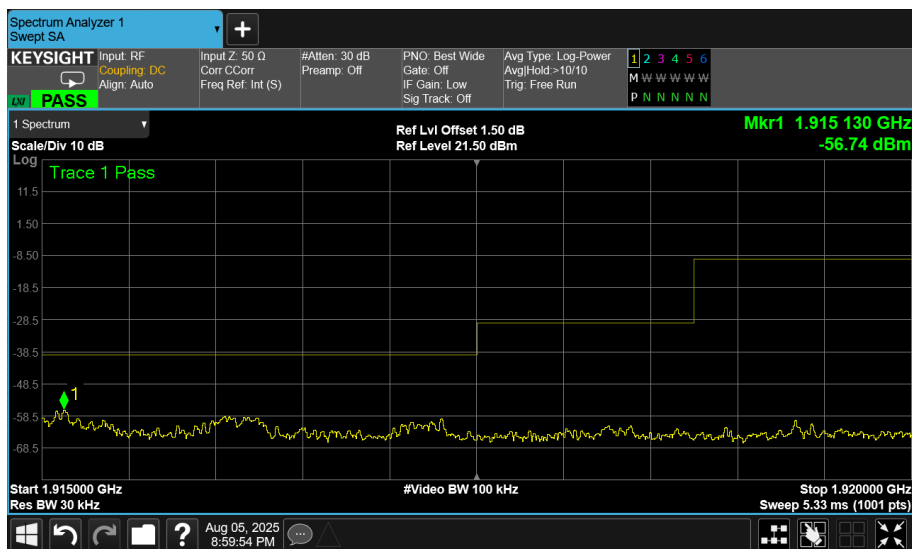 Spectrum Analyzer 1
Swept SA
+
KEYSIGHT
LXI PASS
Input: RF
Coupling: DC
Align: Auto
Input Z: 50 Ω
Corr CCorr
Freq Ref: Int (S)
#Atten: 30 dB
Preamp: Off
PNO: Best Wide
Gate: Off
IF Gain: Low
Sig Track: Off
Avg Type: Log-Power
Avg|Hold:>10/10
Trig: Free Run
1 2 3 4 5 6
M W W W W W
P N N N N N
1 Spectrum
Scale/Div 10 dB
Ref Lvl Offset 1.50 dB
Ref Level 21.50 dBm
Mkr1 1.915 130 GHz
-56.74 dBm
Log
Trace 1 Pass
11.5
1.50
-8.50
-18.5
-28.5
-38.5
-48.5
-58.5
-68.5
1
Start 1.915000 GHz
Res BW 30 kHz
#Video BW 100 kHz
Stop 1.920000 GHz
Sweep 5.33 ms (1001 pts)
?
Aug 05, 2025
8:59:54 PM